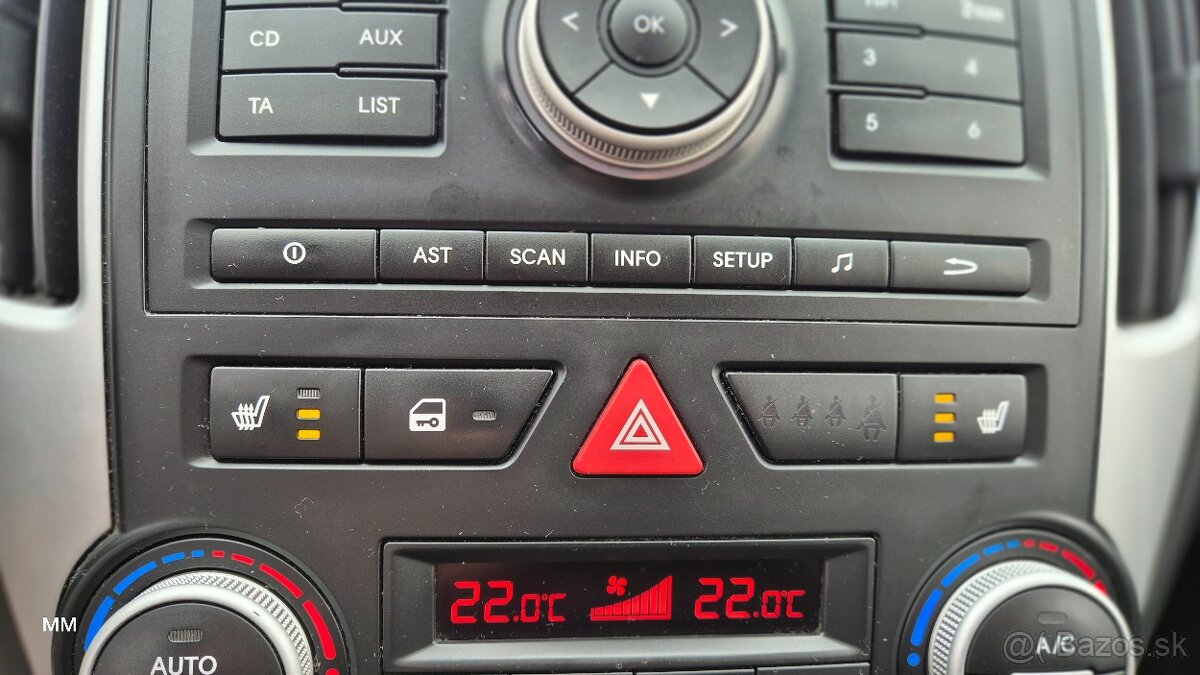 CD AUX
TA LIST
OK
3 4
5 6
AST SCAN INFO SETUP
22.0°C 22.0°C
MM
AUTO
A/B
@Bazos.sk